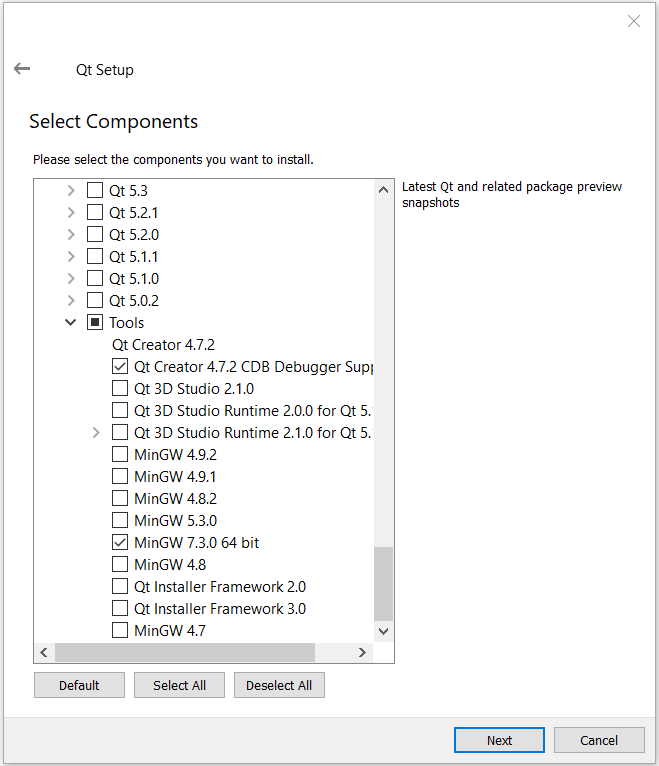 Qt Setup
Select Components
Please select the components you want to install.
Latest Qt and related package preview
snapshots
Qt 5.3
Qt 5.2.1
Qt 5.2.0
Qt 5.1.1
Qt 5.1.0
Qt 5.0.2
Tools
Qt Creator 4.7.2
Qt Creator 4.7.2 CDB Debugger Supp
Qt 3D Studio 2.1.0
Qt 3D Studio Runtime 2.0.0 for Qt 5.
Qt 3D Studio Runtime 2.1.0 for Qt 5.
MinGW 4.9.2
MinGW 4.9.1
MinGW 4.8.2
MinGW 5.3.0
MinGW 7.3.0 64 bit
MinGW 4.8
Qt Installer Framework 2.0
Qt Installer Framework 3.0
MinGW 4.7
Default
Select All
Deselect All
Next
Cancel